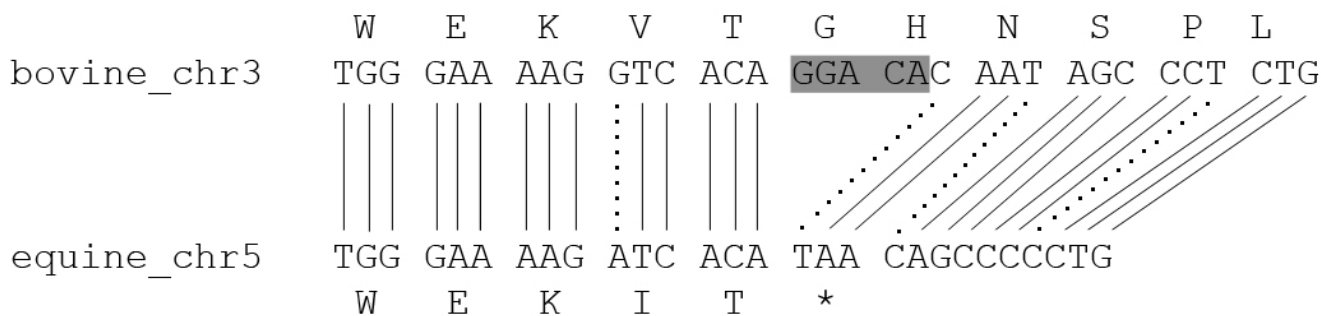 W E K V T G H N S P L
bovine_chr3 TGG GAA AAG GTC ACA GGA CAC AAT AGC CCT CTG
equine_chr5 TGG GAA AAG ATC ACA TAA CAGCCCCCTG
W E K I T *